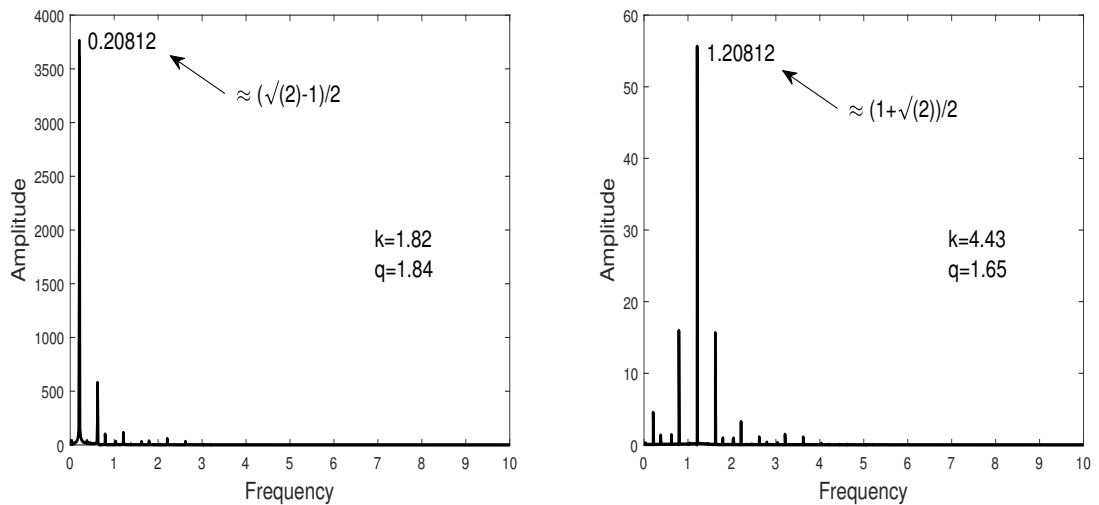 4000
3500
3000
2500
2000
1500
1000
500
0
Amplitude
0.20812
≈ (√(2)-1)/2
k=1.82
q=1.84
0 1 2 3 4 5 6 7 8 9 10
Frequency
60
50
40
30
20
10
0
Amplitude
1.20812
≈ (1+√(2))/2
k=4.43
q=1.65
0 1 2 3 4 5 6 7 8 9 10
Frequency